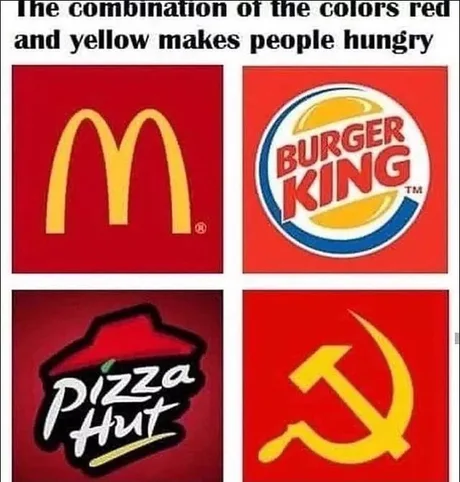 The combination of the colors red
and yellow makes people hungry
M
®
BURGER
KING
TM
Pizza
Hut